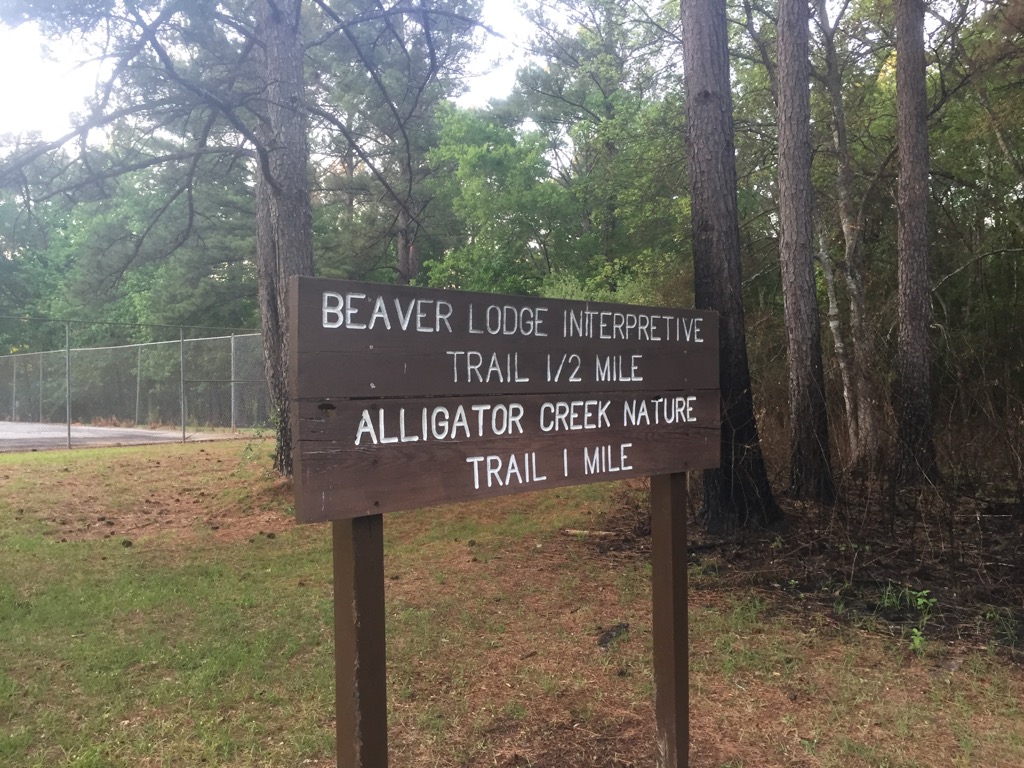 BEAVER LODGE INTERPRETIVE
TRAIL 1/2 MILE
ALLIGATOR CREEK NATURE
TRAIL 1 MILE